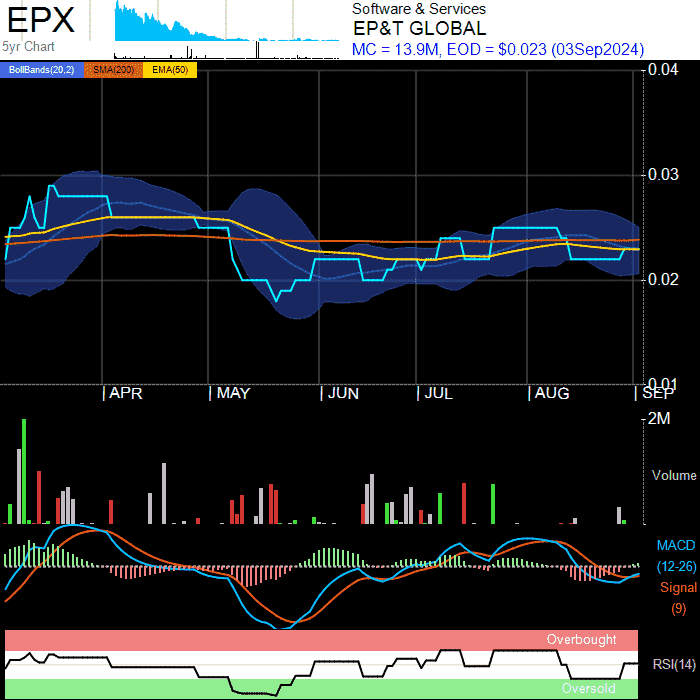 EPX
5yr Chart
Software & Services
EP&T GLOBAL
MC = 13.9M, EOD = $0.023 (03Sep2024)
BollBands(20,2) SMA(200) EMA(50)
0.04
0.03
0.02
0.01
APR MAY JUN JUL AUG SEP
2M
Volume
MACD
(12-26)
Signal
(9)
Overbought
RSI(14)
Oversold